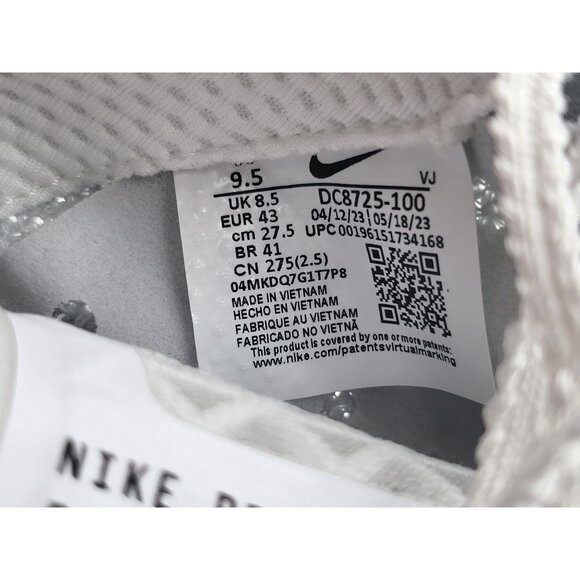 9.5 VJ
UK 8.5 DC8725-100
EUR 43 04/12/23 05/18/23
cm 27.5 UPC 00196151734168
BR 41
CN 275(2.5)
04MKDQ7G1T7P8
MADE IN VIETNAM
HECHO EN VIETNAM
FABRIQUE AU VIETNAM
FABRICADO NO VIETNÃ
This product is covered by one or more patents:
www.nike.com/patentsvirtualmarking
NIKE